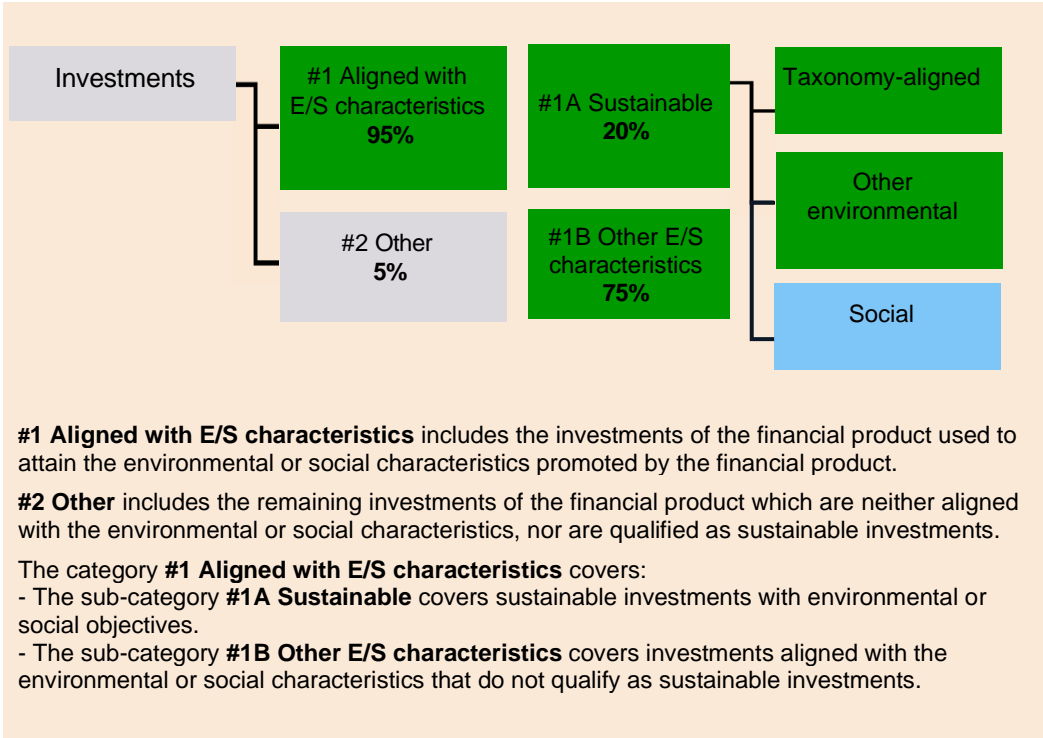 Investments
#1 Aligned with
E/S characteristics
95%
#2 Other
5%
#1A Sustainable
20%
#1B Other E/S
characteristics
75%
Taxonomy-aligned
Other
environmental
Social
#1 Aligned with E/S characteristics includes the investments of the financial product used to
attain the environmental or social characteristics promoted by the financial product.
#2 Other includes the remaining investments of the financial product which are neither aligned
with the environmental or social characteristics, nor are qualified as sustainable investments.
The category #1 Aligned with E/S characteristics covers:
- The sub-category #1A Sustainable covers sustainable investments with environmental or
social objectives.
- The sub-category #1B Other E/S characteristics covers investments aligned with the
environmental or social characteristics that do not qualify as sustainable investments.